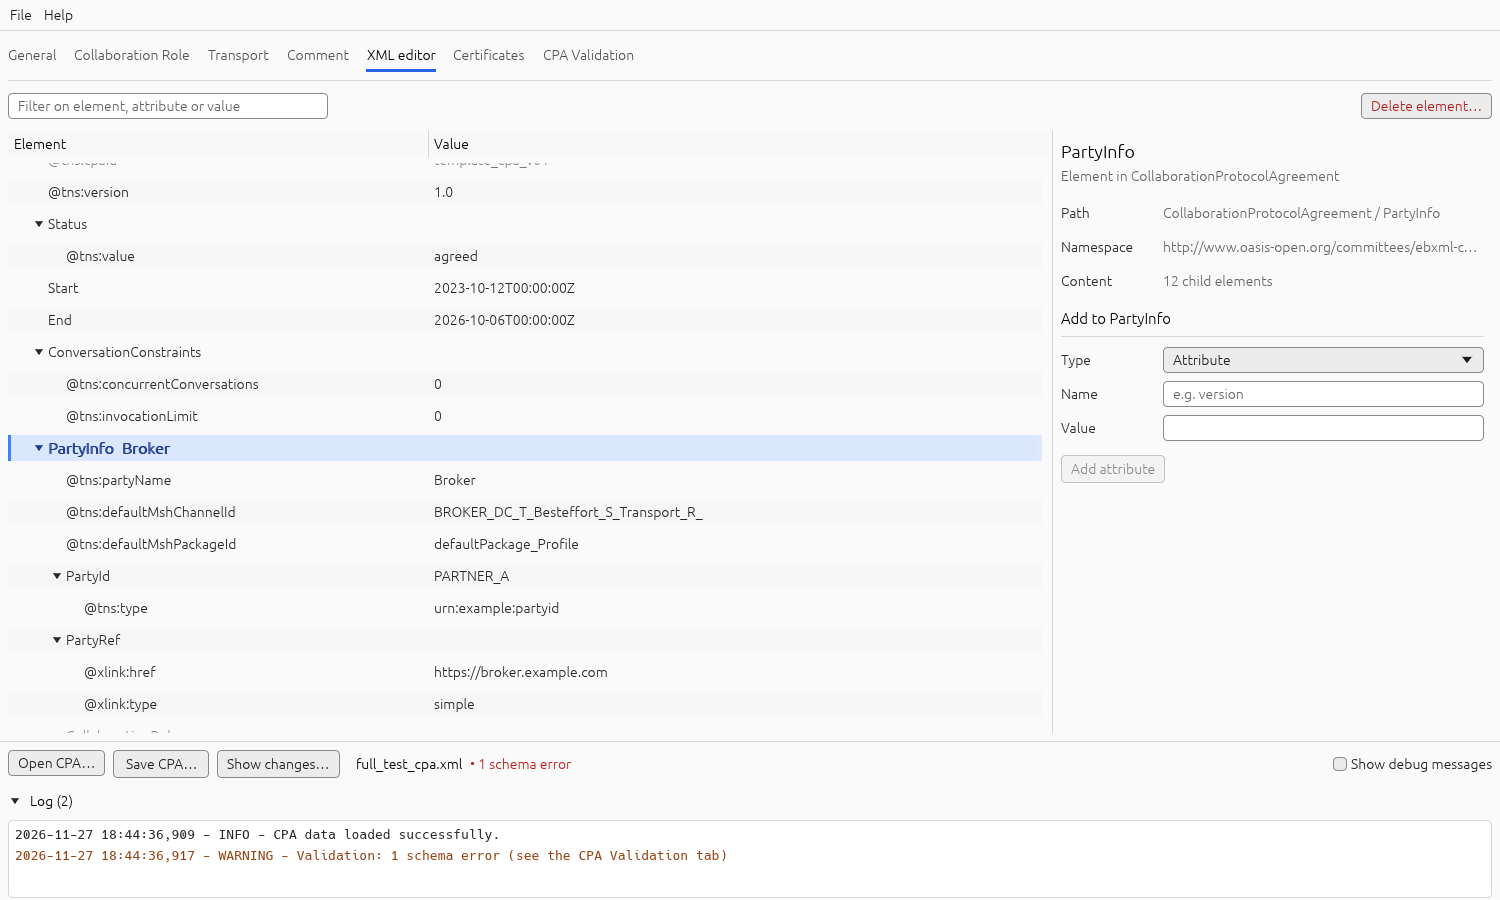 File Help
General Collaboration Role Transport Comment XML editor Certificates CPA Validation
Filter on element, attribute or value Delete element...
Element Value
@tns:version 1.0
Status
@tns:value agreed
Start 2023-10-12T00:00:00Z
End 2026-10-06T00:00:00Z
ConversationConstraints
@tns:concurrentConversations 0
@tns:invocationLimit 0
PartyInfo Broker
@tns:partyName Broker
@tns:defaultMshChannelId BROKER_DC_T_Besteffort_S_Transport_R_
@tns:defaultMshPackageId defaultPackage_Profile
PartyId PARTNER_A
@tns:type urn:example:partyid
PartyRef
@xlink:href https://broker.example.com
@xlink:type simple
PartyInfo
Element in CollaborationProtocolAgreement
Path CollaborationProtocolAgreement / PartyInfo
Namespace http://www.oasis-open.org/committees/ebxml-c...
Content 12 child elements
Add to PartyInfo
Type Attribute
Name e.g. version
Value
Add attribute
Open CPA... Save CPA... Show changes... full_test_cpa.xml • 1 schema error Show debug messages
Log (2)
2026-11-27 18:44:36,909 - INFO - CPA data loaded successfully.
2026-11-27 18:44:36,917 - WARNING - Validation: 1 schema error (see the CPA Validation tab)